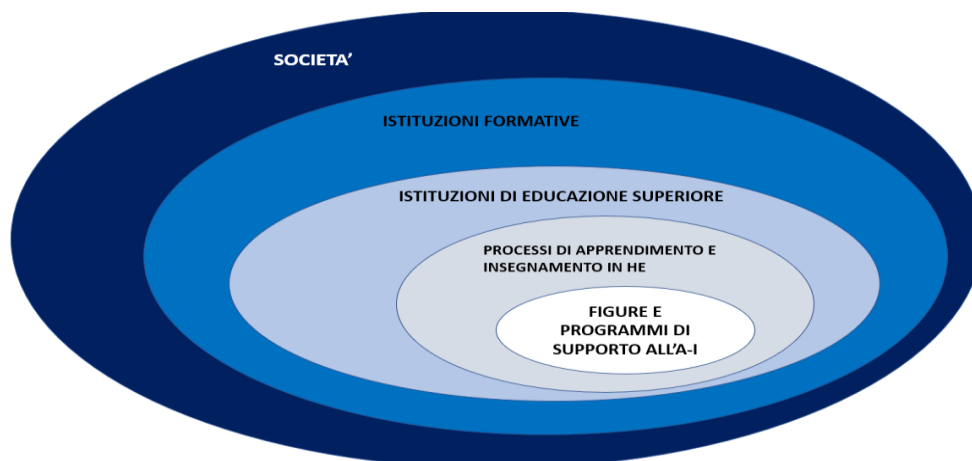 SOCIETA’
ISTITUZIONI FORMATIVE
ISTITUZIONI DI EDUCAZIONE SUPERIORE
PROCESSI DI APPRENDIMENTO E
INSEGNAMENTO IN HE
FIGURE E
PROGRAMMI DI
SUPPORTO ALL’A-I